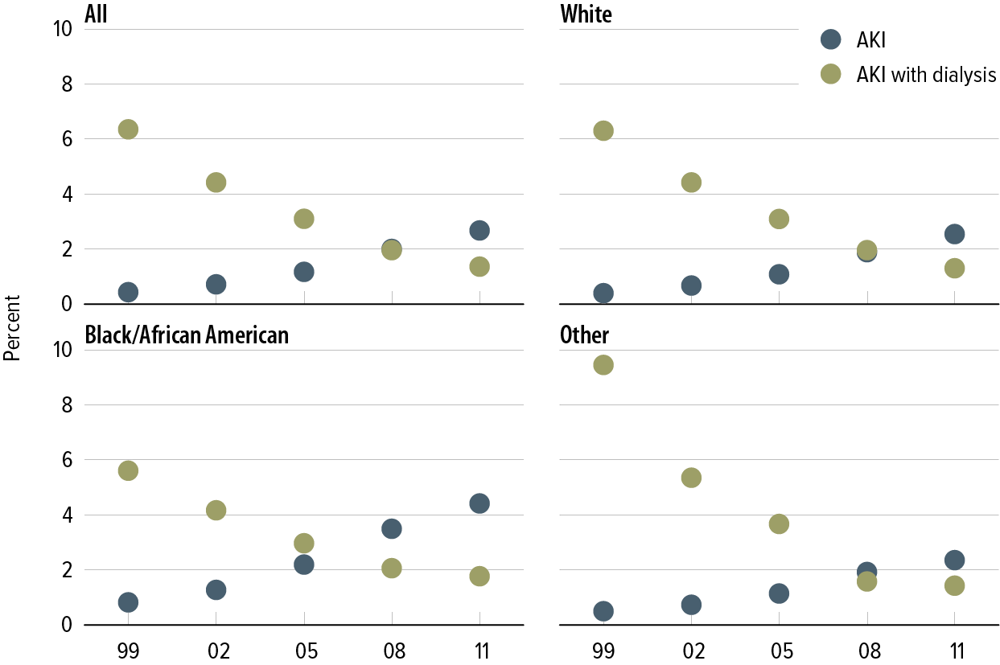 All
10
8
6
4
2
0
White
AKI
AKI with dialysis
Percent
Black/African American
10
8
6
4
2
0
99 02 05 08 11
Other
99 02 05 08 11